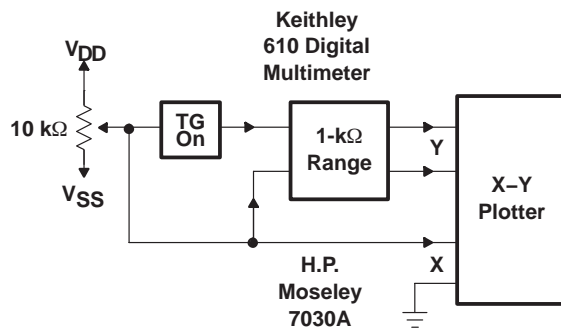 Keithley
610 Digital
Multimeter
VDD
10 kΩ
VSS
TG
On
1-kΩ
Range
Y
X
X–Y
Plotter
H.P.
Moseley
7030A